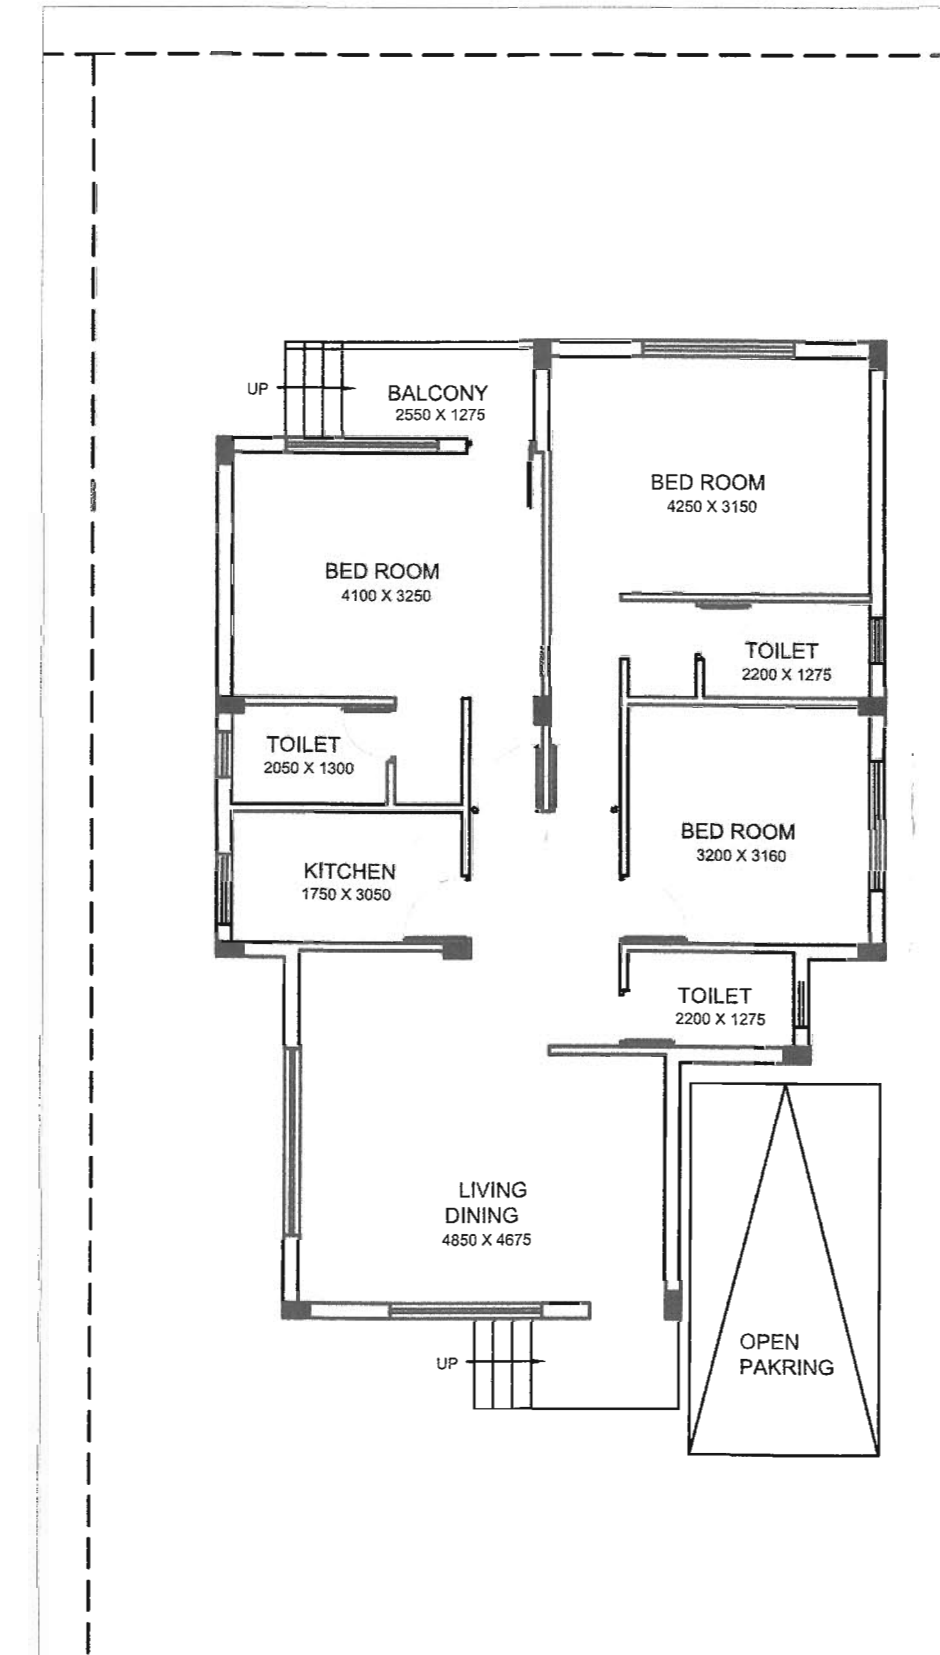 UP
BALCONY
2550 X 1275
BED ROOM
4250 X 3150
BED ROOM
4100 X 3250
TOILET
2200 X 1275
TOILET
2050 X 1300
BED ROOM
3200 X 3160
KITCHEN
1750 X 3050
TOILET
2200 X 1275
LIVING
DINING
4850 X 4675
UP
OPEN
PAKRING